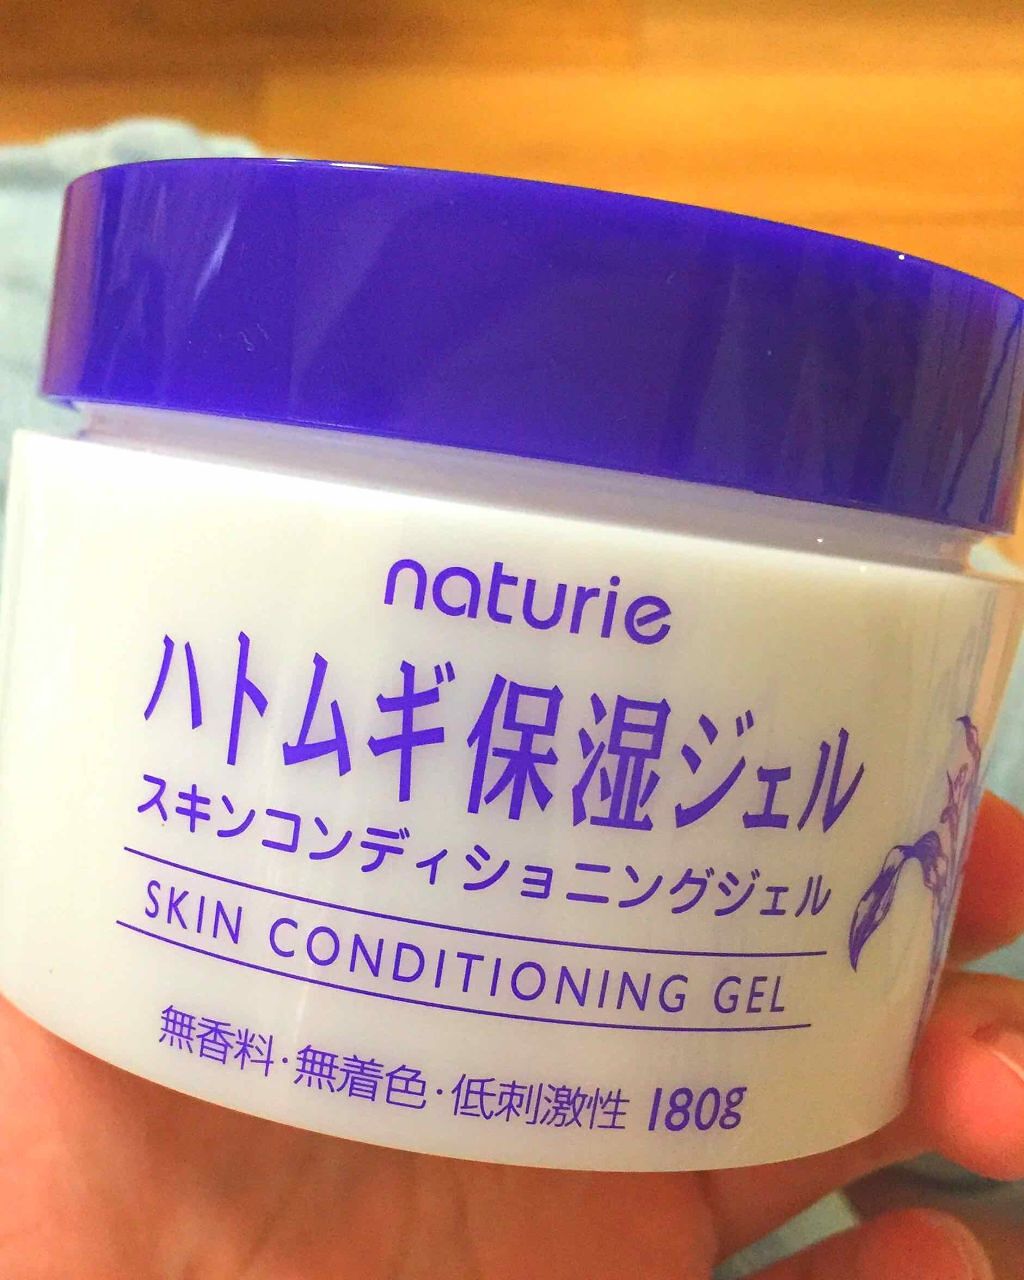 naturie
ハトムギ保湿ジェル
スキンコンディショニングジェル
SKIN CONDITIONING GEL
無香料・無着色・低刺激性 180g